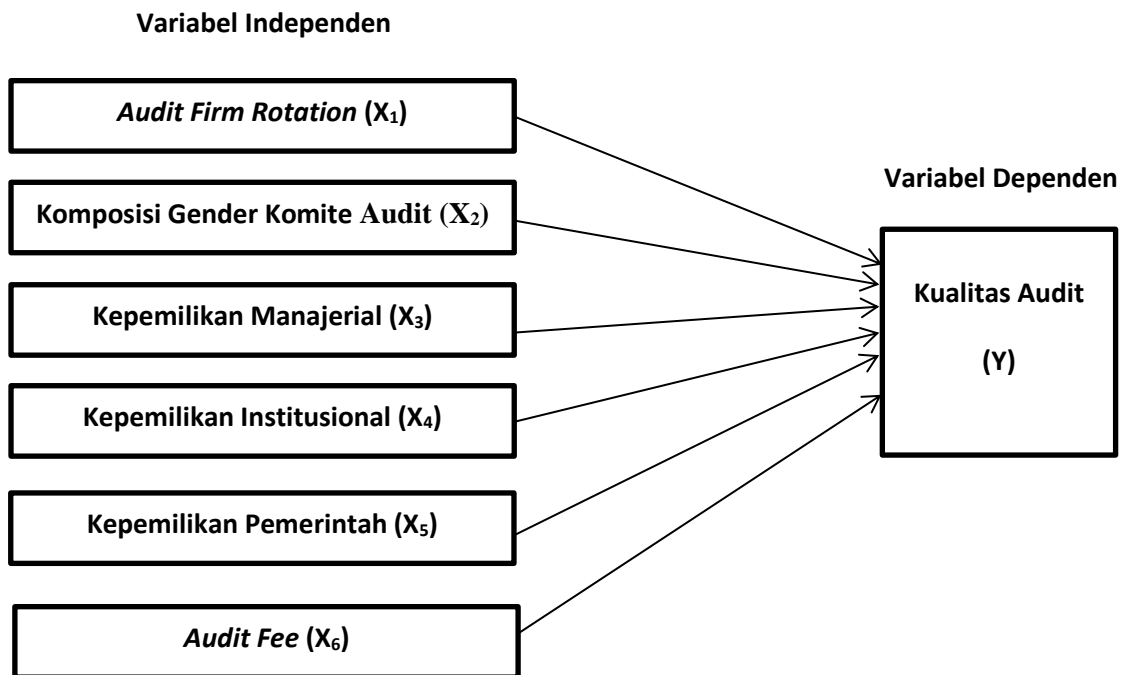 Variabel Independen
Audit Firm Rotation (X₁)
Komposisi Gender Komite Audit (X₂)
Kepemilikan Manajerial (X₃)
Kepemilikan Institusional (X₄)
Kepemilikan Pemerintah (X₅)
Audit Fee (X₆)
Variabel Dependen
Kualitas Audit
(Y)